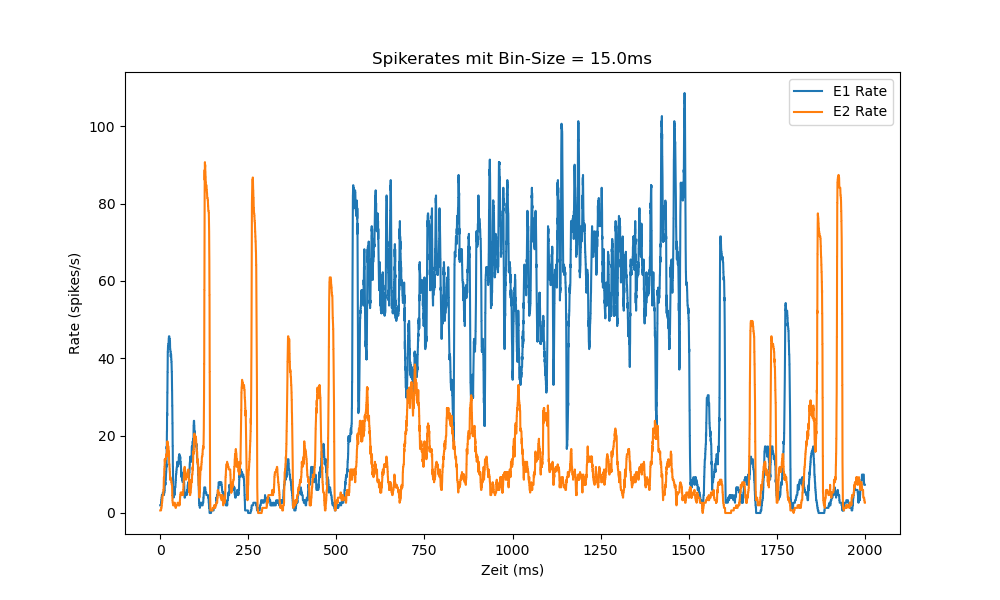 Spikerates mit Bin-Size = 15.0ms
E1 Rate
E2 Rate
Rate (spikes/s)
100
80
60
40
20
0
0 250 500 750 1000 1250 1500 1750 2000
Zeit (ms)